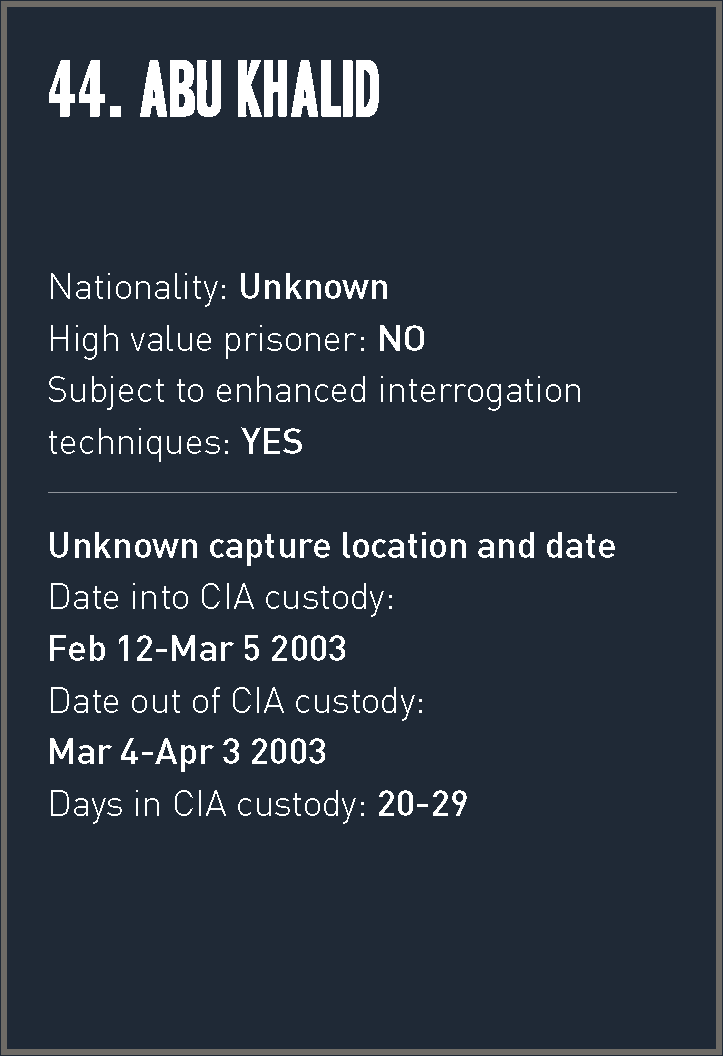 44. ABU KHALID
Nationality: Unknown
High value prisoner: NO
Subject to enhanced interrogation
techniques: YES
Unknown capture location and date
Date into CIA custody:
Feb 12-Mar 5 2003
Date out of CIA custody:
Mar 4-Apr 3 2003
Days in CIA custody: 20-29